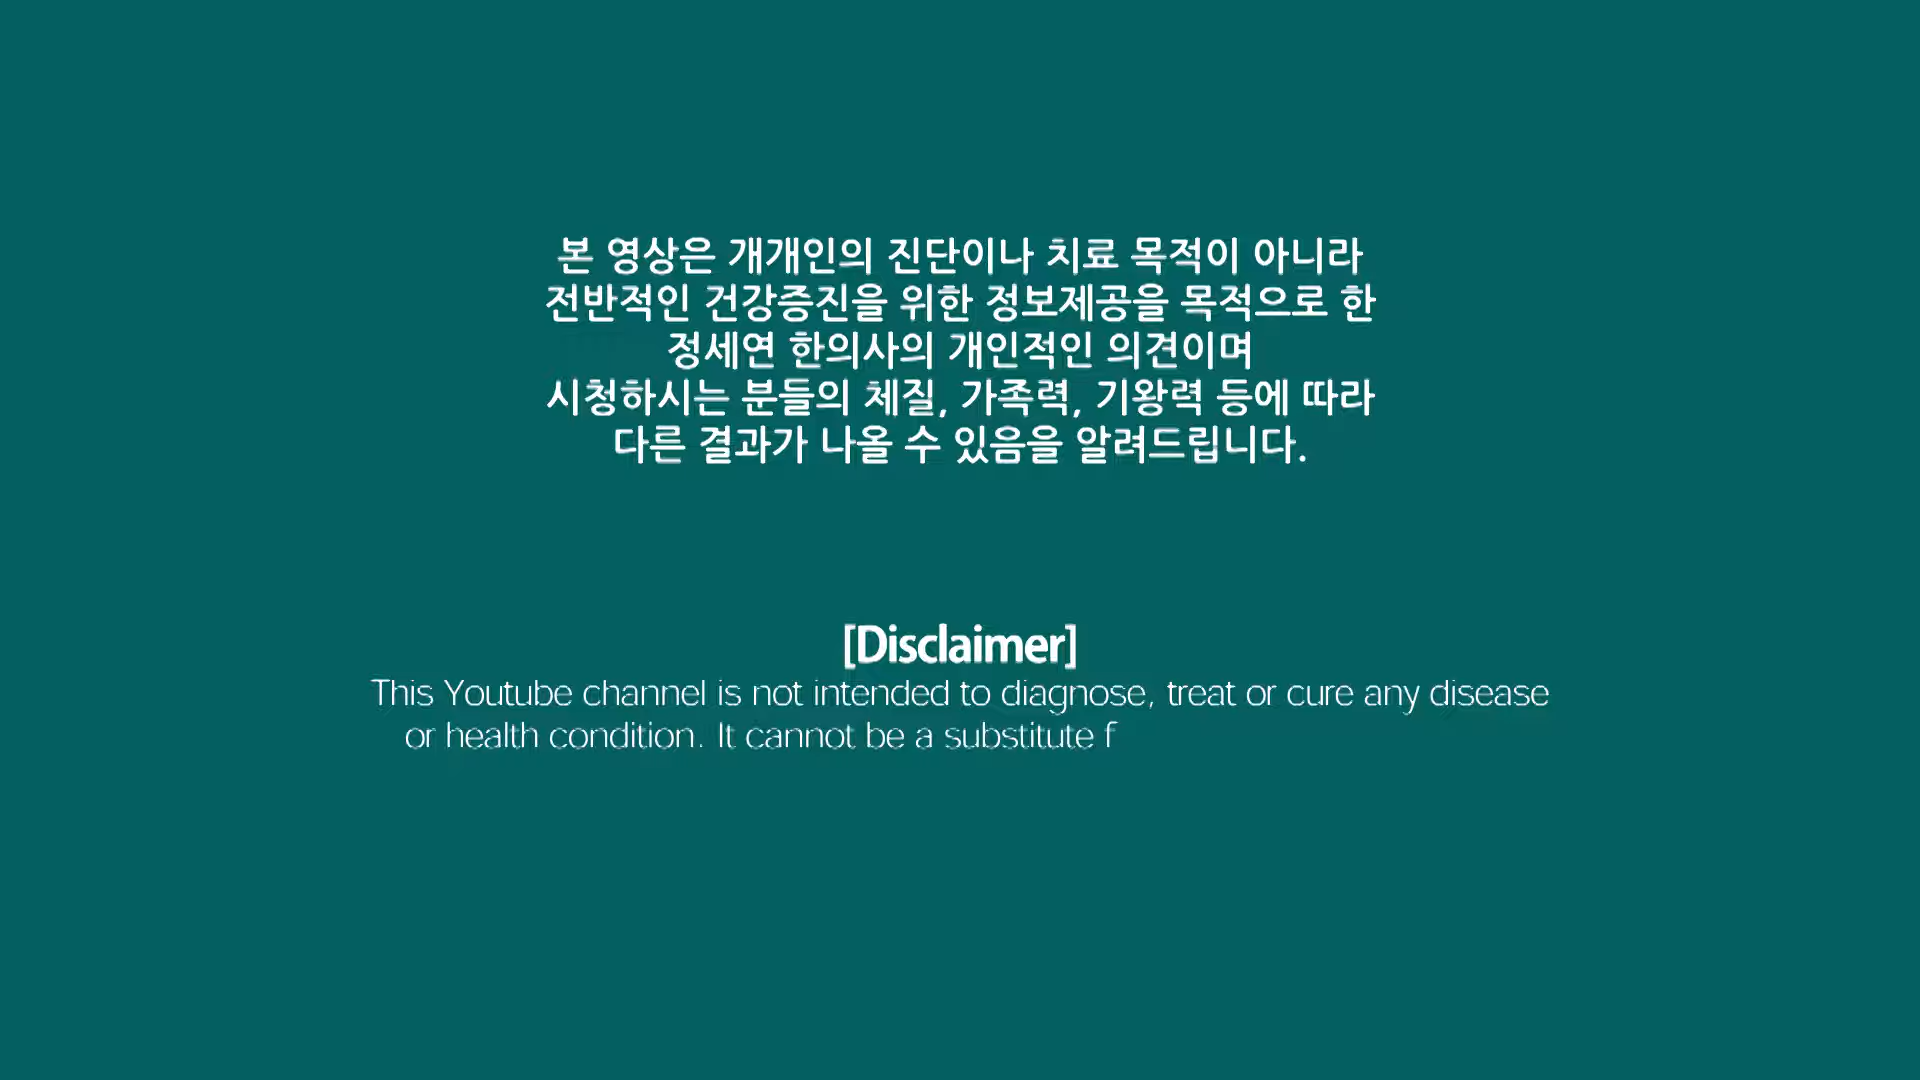 본 영상은 개개인의 진단이나 치료 목적이 아니라
전반적인 건강증진을 위한 정보제공을 목적으로 한
정세연 한의사의 개인적인 의견이며
시청하시는 분들의 체질, 가족력, 기왕력 등에 따라
다른 결과가 나올 수 있음을 알려드립니다.
[Disclaimer]
This Youtube channel is not intended to diagnose, treat or cure any disease
or health condition. It cannot be a substitute f